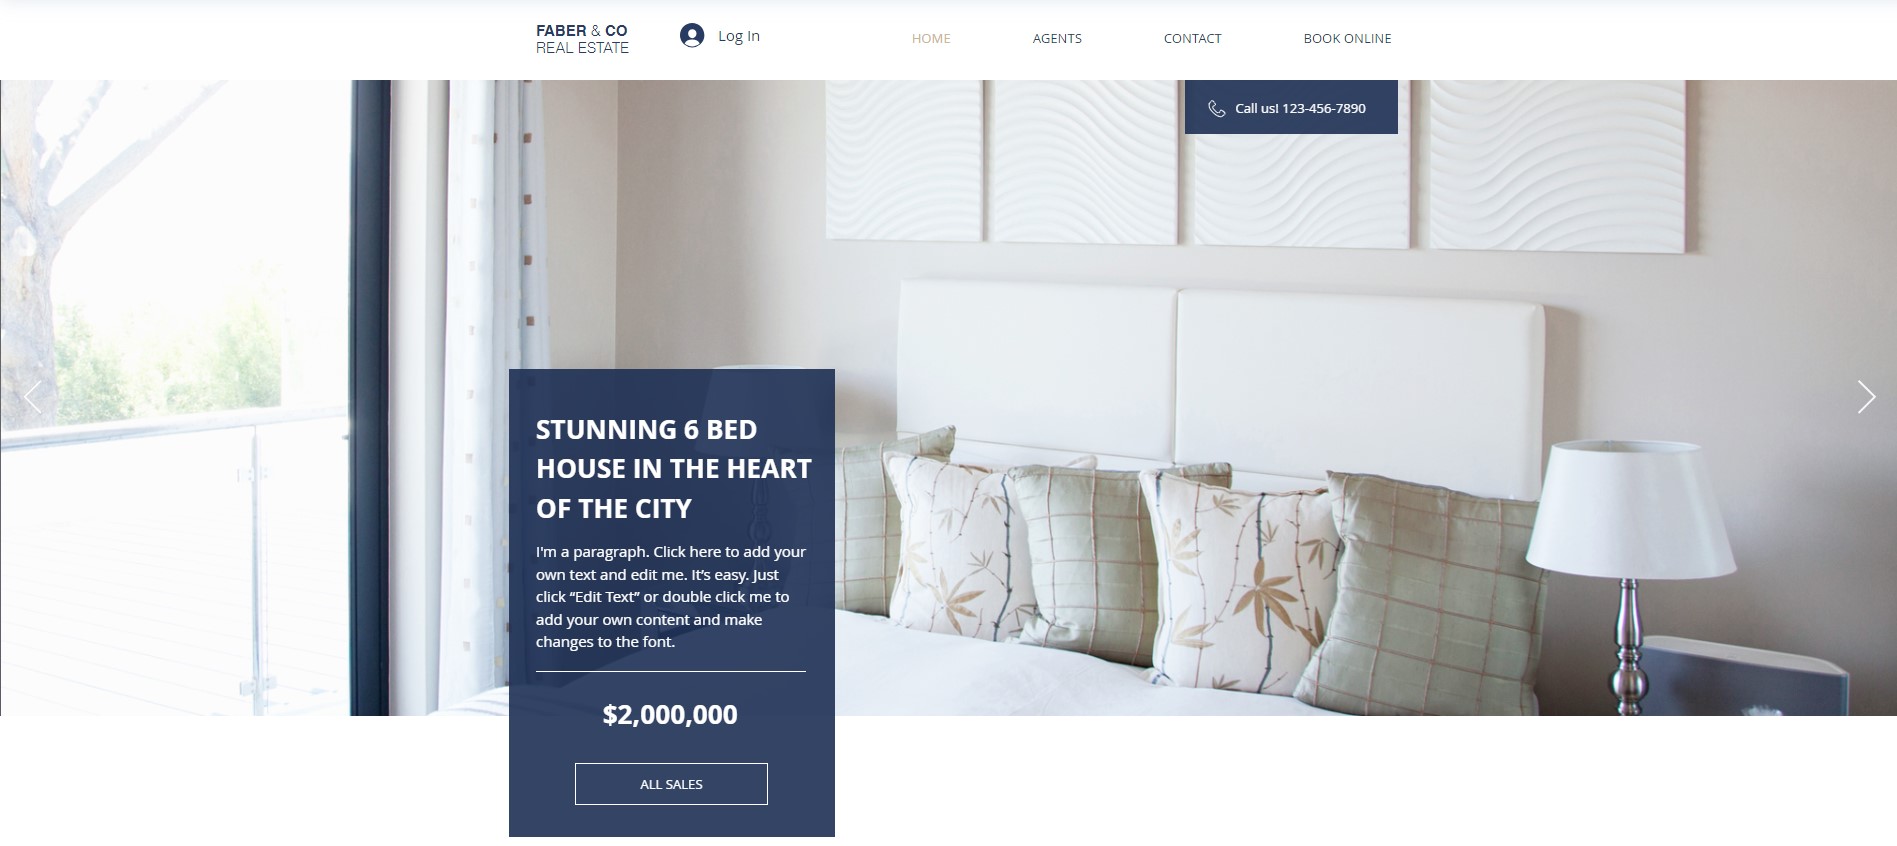 FABER & CO
REAL ESTATE
Log In
HOME
AGENTS
CONTACT
BOOK ONLINE
Call us! 123-456-7890
STUNNING 6 BED
HOUSE IN THE HEART
OF THE CITY
I'm a paragraph. Click here to add your
own text and edit me. It’s easy. Just
click “Edit Text” or double click me to
add your own content and make
changes to the font.
$2,000,000
ALL SALES